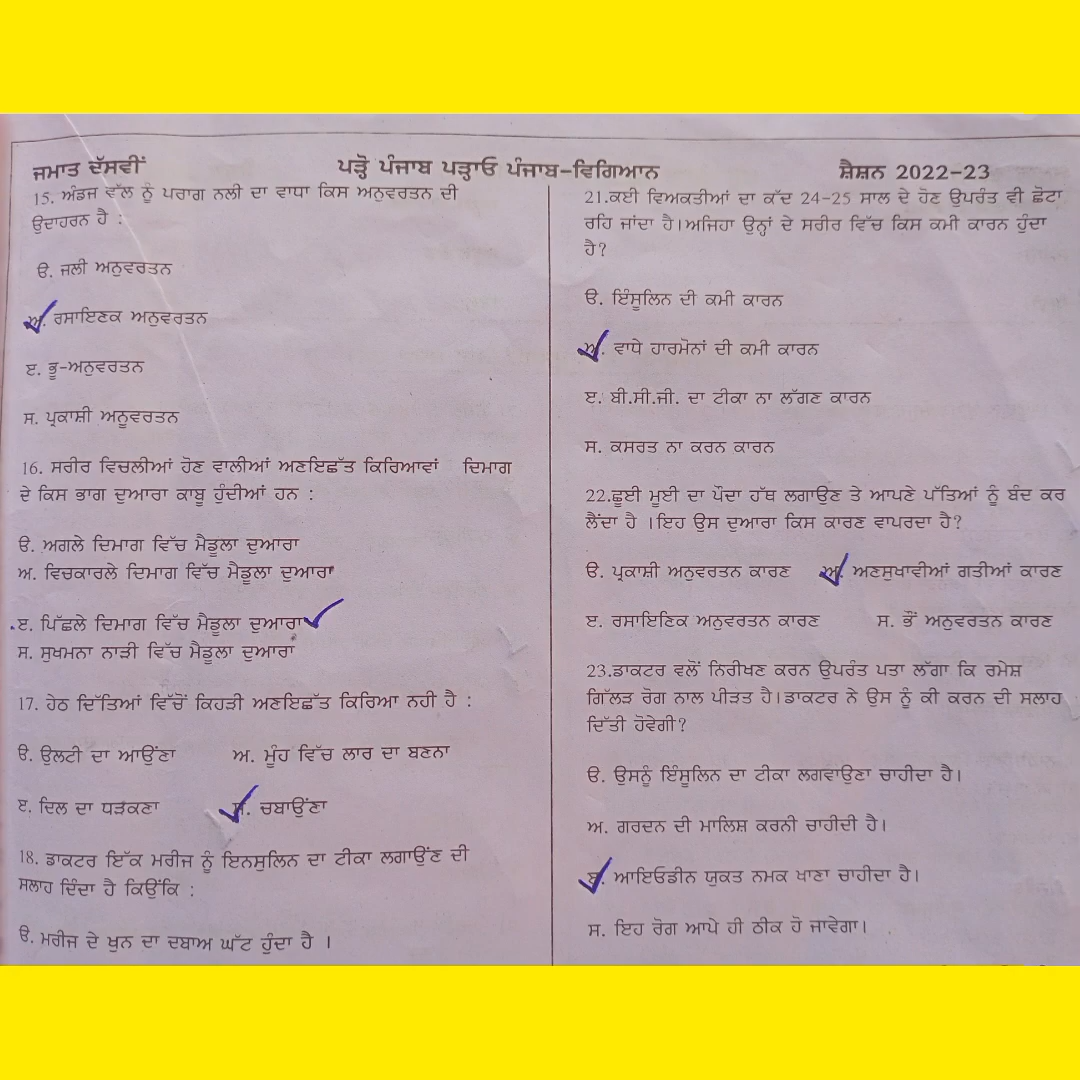 ਜਮਾਤ ਦੱਸਵੀਂ ਪੜ੍ਹੋ ਪੰਜਾਬ ਪੜ੍ਹਾਓ ਪੰਜਾਬ-ਵਿਗਿਆਨ ਸ਼ੈਸ਼ਨ 2022-23
15. ਅੰਡਜ ਵੱਲ ਨੂੰ ਪਰਾਗ ਨਲੀ ਦਾ ਵਾਧਾ ਕਿਸ ਅਨੁਵਰਤਨ ਦੀ
ਉਦਾਹਰਨ ਹੈ :
ੳ. ਜਲੀ ਅਨੁਵਰਤਨ
ਅ. ਰਸਾਇਣਕ ਅਨੁਵਰਤਨ
ੲ. ਭੂ-ਅਨੁਵਰਤਨ
ਸ. ਪ੍ਰਕਾਸ਼ੀ ਅਨੂਵਰਤਨ
16. ਸਰੀਰ ਵਿਚਲੀਆਂ ਹੋਣ ਵਾਲੀਆਂ ਅਣਇਛੱਤ ਕਿਰਿਆਵਾਂ ਦਿਮਾਗ
ਦੇ ਕਿਸ ਭਾਗ ਦੁਆਰਾ ਕਾਬੂ ਹੁੰਦੀਆਂ ਹਨ :
ੳ. ਅਗਲੇ ਦਿਮਾਗ ਵਿੱਚ ਮੈਡੂਲਾ ਦੁਆਰਾ
ਅ. ਵਿਚਕਾਰਲੇ ਦਿਮਾਗ ਵਿੱਚ ਮੈਡੂਲਾ ਦੁਆਰਾ
ੲ. ਪਿੱਛਲੇ ਦਿਮਾਗ ਵਿੱਚ ਮੈਡੂਲਾ ਦੁਆਰਾ
ਸ. ਸੁਖਮਨਾ ਨਾੜੀ ਵਿੱਚ ਮੈਡੂਲਾ ਦੁਆਰਾ
17. ਹੇਠ ਦਿੱਤਿਆਂ ਵਿੱਚੋਂ ਕਿਹੜੀ ਅਣਇਛੱਤ ਕਿਰਿਆ ਨਹੀ ਹੈ :
ੳ. ਉਲਟੀ ਦਾ ਆਉਂਣਾ ਅ. ਮੂੰਹ ਵਿੱਚ ਲਾਰ ਦਾ ਬਣਨਾ
ੲ. ਦਿਲ ਦਾ ਧੜਕਣਾ ਸ. ਚਬਾਉਂਣਾ
18. ਡਾਕਟਰ ਇੱਕ ਮਰੀਜ ਨੂੰ ਇਨਸੁਲਿਨ ਦਾ ਟੀਕਾ ਲਗਾਉਂਣ ਦੀ
ਸਲਾਹ ਦਿੰਦਾ ਹੈ ਕਿਉਂਕਿ :
ੳ. ਮਰੀਜ ਦੇ ਖੂਨ ਦਾ ਦਬਾਅ ਘੱਟ ਹੁੰਦਾ ਹੈ ।
21.ਕਈ ਵਿਅਕਤੀਆਂ ਦਾ ਕੱਦ 24-25 ਸਾਲ ਦੇ ਹੋਣ ਉਪਰੰਤ ਵੀ ਛੋਟਾ
ਰਹਿ ਜਾਂਦਾ ਹੈ।ਅਜਿਹਾ ਉਨ੍ਹਾਂ ਦੇ ਸਰੀਰ ਵਿੱਚ ਕਿਸ ਕਮੀ ਕਾਰਨ ਹੁੰਦਾ
ਹੈ?
ੳ. ਇੰਸੂਲਿਨ ਦੀ ਕਮੀ ਕਾਰਨ
ਅ. ਵਾਧੇ ਹਾਰਮੋਨਾਂ ਦੀ ਕਮੀ ਕਾਰਨ
ੲ. ਬੀ.ਸੀ.ਜੀ. ਦਾ ਟੀਕਾ ਨਾ ਲੱਗਣ ਕਾਰਨ
ਸ. ਕਸਰਤ ਨਾ ਕਰਨ ਕਾਰਨ
22.ਛੂਈ ਮੂਈ ਦਾ ਪੌਦਾ ਹੱਥ ਲਗਾਉਣ ਤੇ ਆਪਣੇ ਪੱਤਿਆਂ ਨੂੰ ਬੰਦ ਕਰ
ਲੈਂਦਾ ਹੈ ।ਇਹ ਉਸ ਦੁਆਰਾ ਕਿਸ ਕਾਰਣ ਵਾਪਰਦਾ ਹੈ?
ੳ. ਪ੍ਰਕਾਸ਼ੀ ਅਨੁਵਰਤਨ ਕਾਰਣ ਅ. ਅਣਸੁਖਾਵੀਆਂ ਗਤੀਆਂ ਕਾਰਣ
ੲ. ਰਸਾਇਣਿਕ ਅਨੁਵਰਤਨ ਕਾਰਣ ਸ. ਭੌਂ ਅਨੁਵਰਤਨ ਕਾਰਣ
23.ਡਾਕਟਰ ਵਲੋਂ ਨਿਰੀਖਣ ਕਰਨ ਉਪਰੰਤ ਪਤਾ ਲੱਗਾ ਕਿ ਰਮੇਸ਼
ਗਿੱਲੜ ਰੋਗ ਨਾਲ ਪੀੜਤ ਹੈ।ਡਾਕਟਰ ਨੇ ਉਸ ਨੂੰ ਕੀ ਕਰਨ ਦੀ ਸਲਾਹ
ਦਿੱਤੀ ਹੋਵੇਗੀ?
ੳ. ਉਸਨੂੰ ਇੰਸੂਲਿਨ ਦਾ ਟੀਕਾ ਲਗਵਾਉਣਾ ਚਾਹੀਦਾ ਹੈ।
ਅ. ਗਰਦਨ ਦੀ ਮਾਲਿਸ਼ ਕਰਨੀ ਚਾਹੀਦੀ ਹੈ।
ੲ. ਆਇਓਡੀਨ ਯੁਕਤ ਨਮਕ ਖਾਣਾ ਚਾਹੀਦਾ ਹੈ।
ਸ. ਇਹ ਰੋਗ ਆਪੇ ਹੀ ਠੀਕ ਹੋ ਜਾਵੇਗਾ।